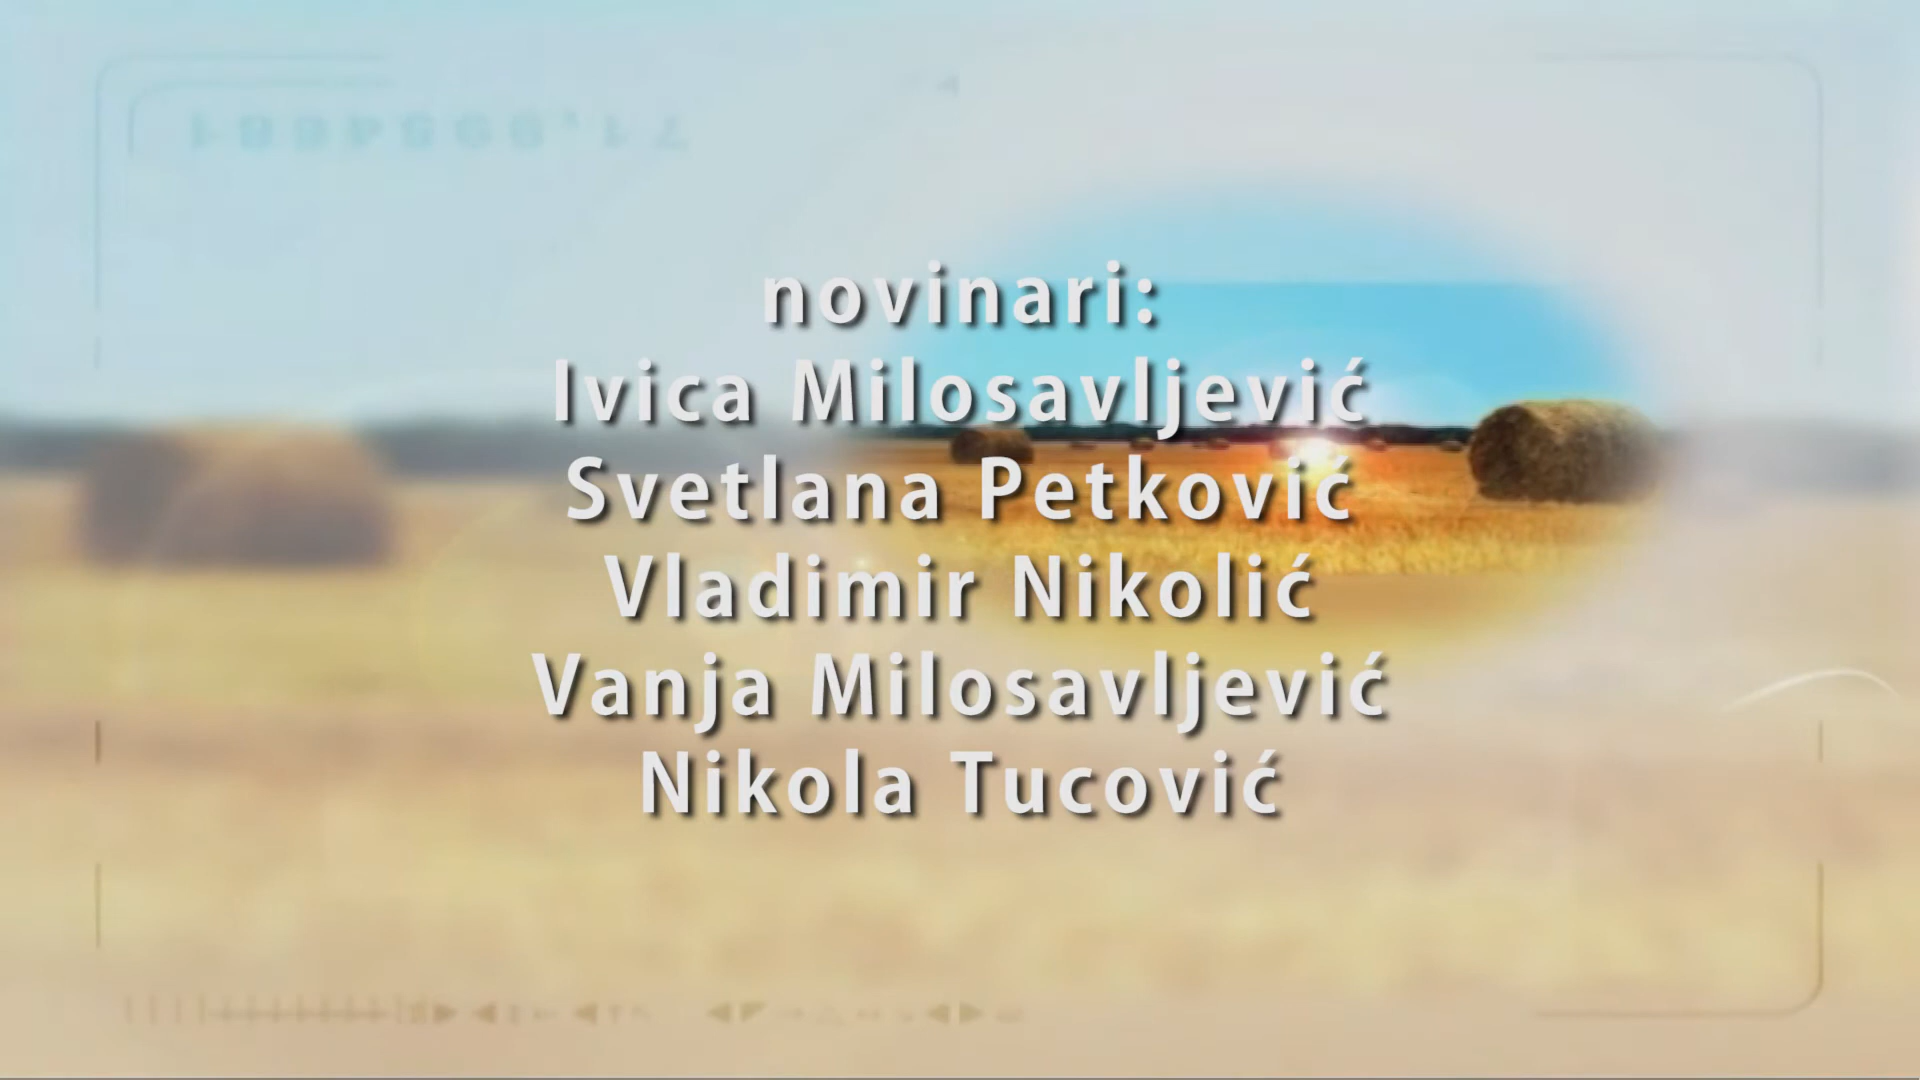 novinari:
Ivica Milosavljević
Svetlana Petković
Vladimir Nikolić
Vanja Milosavljević
Nikola Tucović